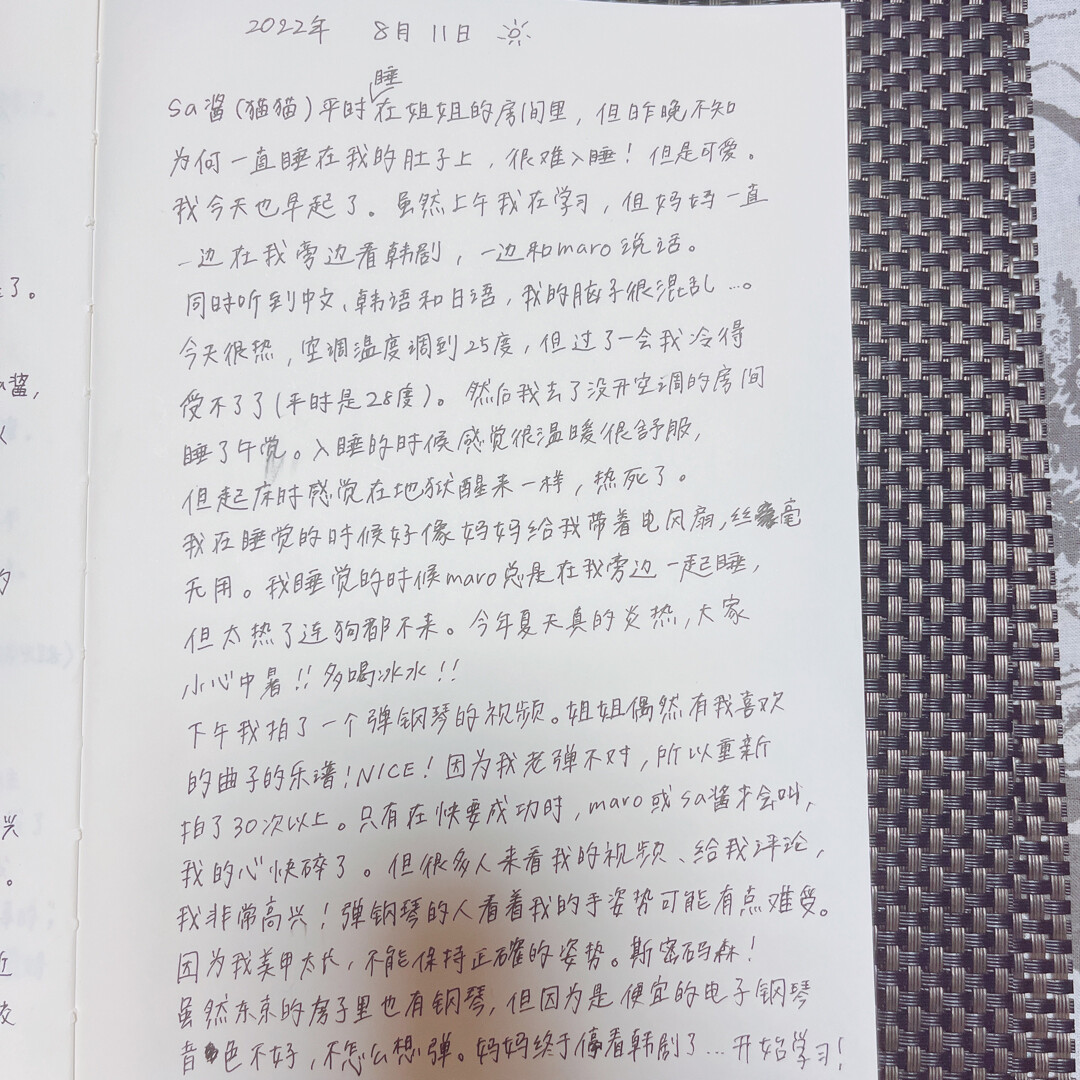 2022年 8月 11日
sa酱(猫猫)平时睡在姐姐的房间里，但昨晚不知
为何一直睡在我的肚子上，很难入睡！但是可爱。
我今天也早起了。虽然上午我在学习，但妈妈一直
一边在我旁边看韩剧，一边和maro说话。
同时听到中文、韩语和日语，我的脑子很混乱…。
今天很热，空调温度调到25度，但过了一会我冷得
受不了了(平时是28度)。然后我去了没开空调的房间
睡了午觉。入睡的时候感觉很温暖很舒服，
但起床时感觉在地狱醒来一样，热死了。
我在睡觉的时候好像妈妈给我带着电风扇，丝毫
无用。我睡觉的时候maro总是在我旁边一起睡，
但太热了连狗都不来。今年夏天真的炎热，大家
小心中暑！！多喝冰水！！
下午我拍了一个弹钢琴的视频。姐姐偶然有我喜欢
的曲子的乐谱！NICE！因为我老弹不对，所以重新
拍了30次以上。只有在快要成功时，maro或sa酱才会叫，
我的心快碎了。但很多人来看我的视频、给我评论，
我非常高兴！弹钢琴的人看着我的手姿势可能有点难受。
因为我美甲太长，不能保持正確的姿势。斯密码森！
虽然东京的房子里也有钢琴，但因为是便宜的电子钢琴
音色不好，不怎么想弹。妈妈终于停看韩剧了…开始学习！
了。
酱，
的
兴
。
近